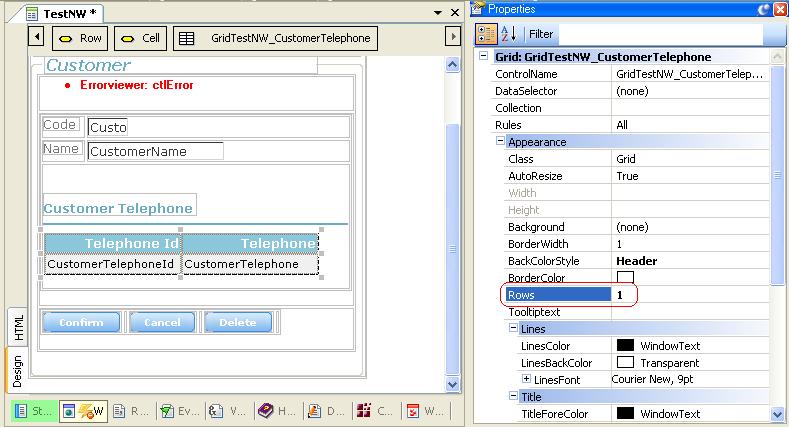 TestNW *
Row
Cell
GridTestNW_CustomerTelephone
Customer
Errorviewer: ctlError
Code
Custo
Name
CustomerName
Customer Telephone
Telephone Id
Telephone
CustomerTelephoneId
CustomerTelephone
Confirm
Cancel
Delete
HTML
Design
St...
W
R...
Ev...
V...
H...
D...
C...
W...
Properties
Filter
Grid: GridTestNW_CustomerTelephone
ControlName GridTestNW_CustomerTelep...
DataSelector (none)
Collection
Rules All
Appearance
Class Grid
AutoResize True
Width
Height
Background (none)
BorderWidth 1
BackColorStyle Header
BorderColor
Rows 1
Tooltiptext
Lines
LinesColor WindowText
LinesBackColor Transparent
LinesFont Courier New, 9pt
Title
TitleForeColor WindowText